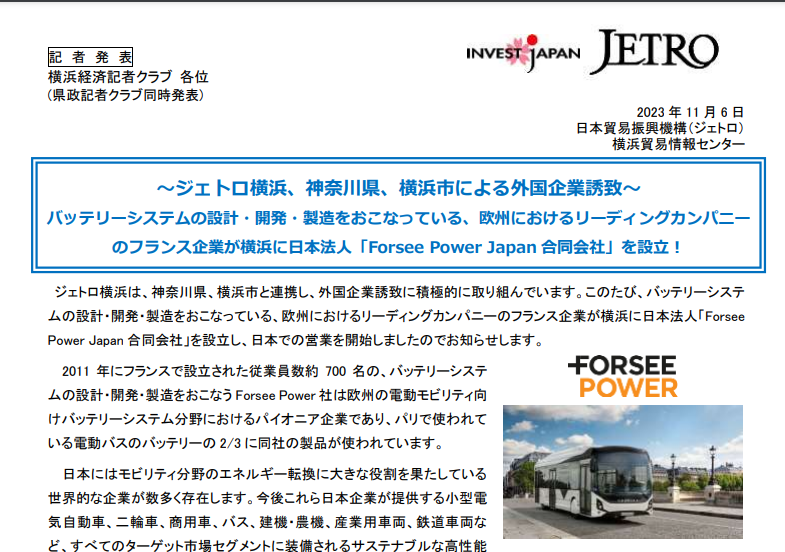 記 者 発 表
横浜経済記者クラブ 各位
(県政記者クラブ同時発表)
INVEST JAPAN JETRO
2023 年 11 月 6 日
日本貿易振興機構(ジェトロ)
横浜貿易情報センター
～ジェトロ横浜、神奈川県、横浜市による外国企業誘致～
バッテリーシステムの設計・開発・製造をおこなっている、欧州におけるリーディングカンパニー
のフランス企業が横浜に日本法人「Forsee Power Japan 合同会社」を設立！
ジェトロ横浜は、神奈川県、横浜市と連携し、外国企業誘致に積極的に取り組んでいます。このたび、バッテリーシステ
ムの設計・開発・製造をおこなっている、欧州におけるリーディングカンパニーのフランス企業が横浜に日本法人「Forsee
Power Japan 合同会社」を設立し、日本での営業を開始しましたのでお知らせします。
2011 年にフランスで設立された従業員数約 700 名の、バッテリーシステ
ムの設計・開発・製造をおこなう Forsee Power 社は欧州の電動モビリティ向
けバッテリーシステム分野におけるパイオニア企業であり、パリで使われて
いる電動バスのバッテリーの 2/3 に同社の製品が使われています。
日本にはモビリティ分野のエネルギー転換に大きな役割を果たしている
世界的な企業が数多く存在します。今後これら日本企業が提供する小型電
気自動車、二輪車、商用車、バス、建機・農機、産業用車両、鉄道車両な
ど、すべてのターゲット市場セグメントに装備されるサステナブルな高性能
FORSEE
POWER